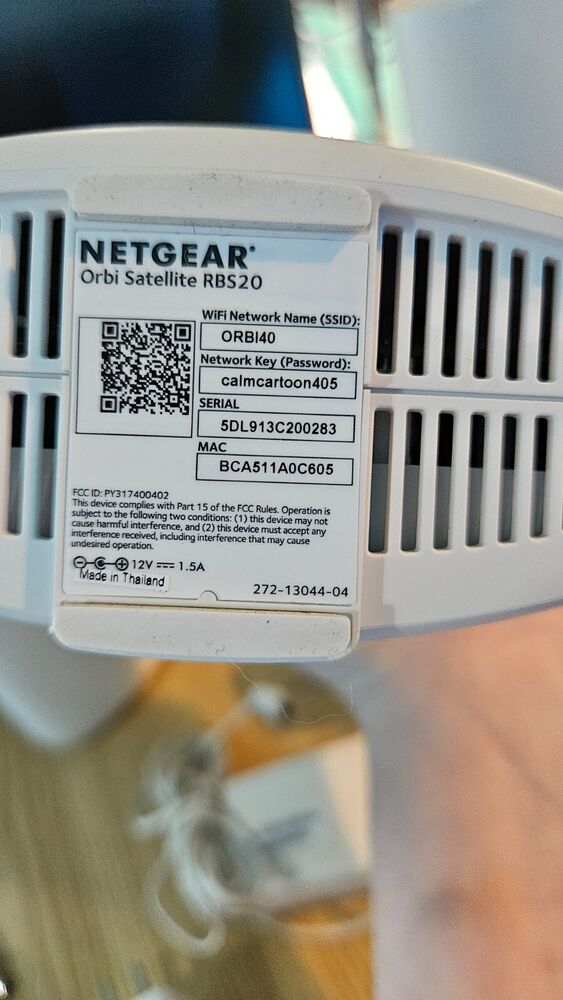 NETGEAR®
Orbi Satellite RBS20
WiFi Network Name (SSID):
ORBI40
Network Key (Password):
calmcartoon405
SERIAL
5DL913C200283
MAC
BCA511A0C605
FCC ID: PY317400402
This device complies with Part 15 of the FCC Rules. Operation is
subject to the following two conditions: (1) this device may not
cause harmful interference, and (2) this device must accept any
interference received, including interference that may cause
undesired operation.
12V ⎓ 1.5A
Made in Thailand
272-13044-04